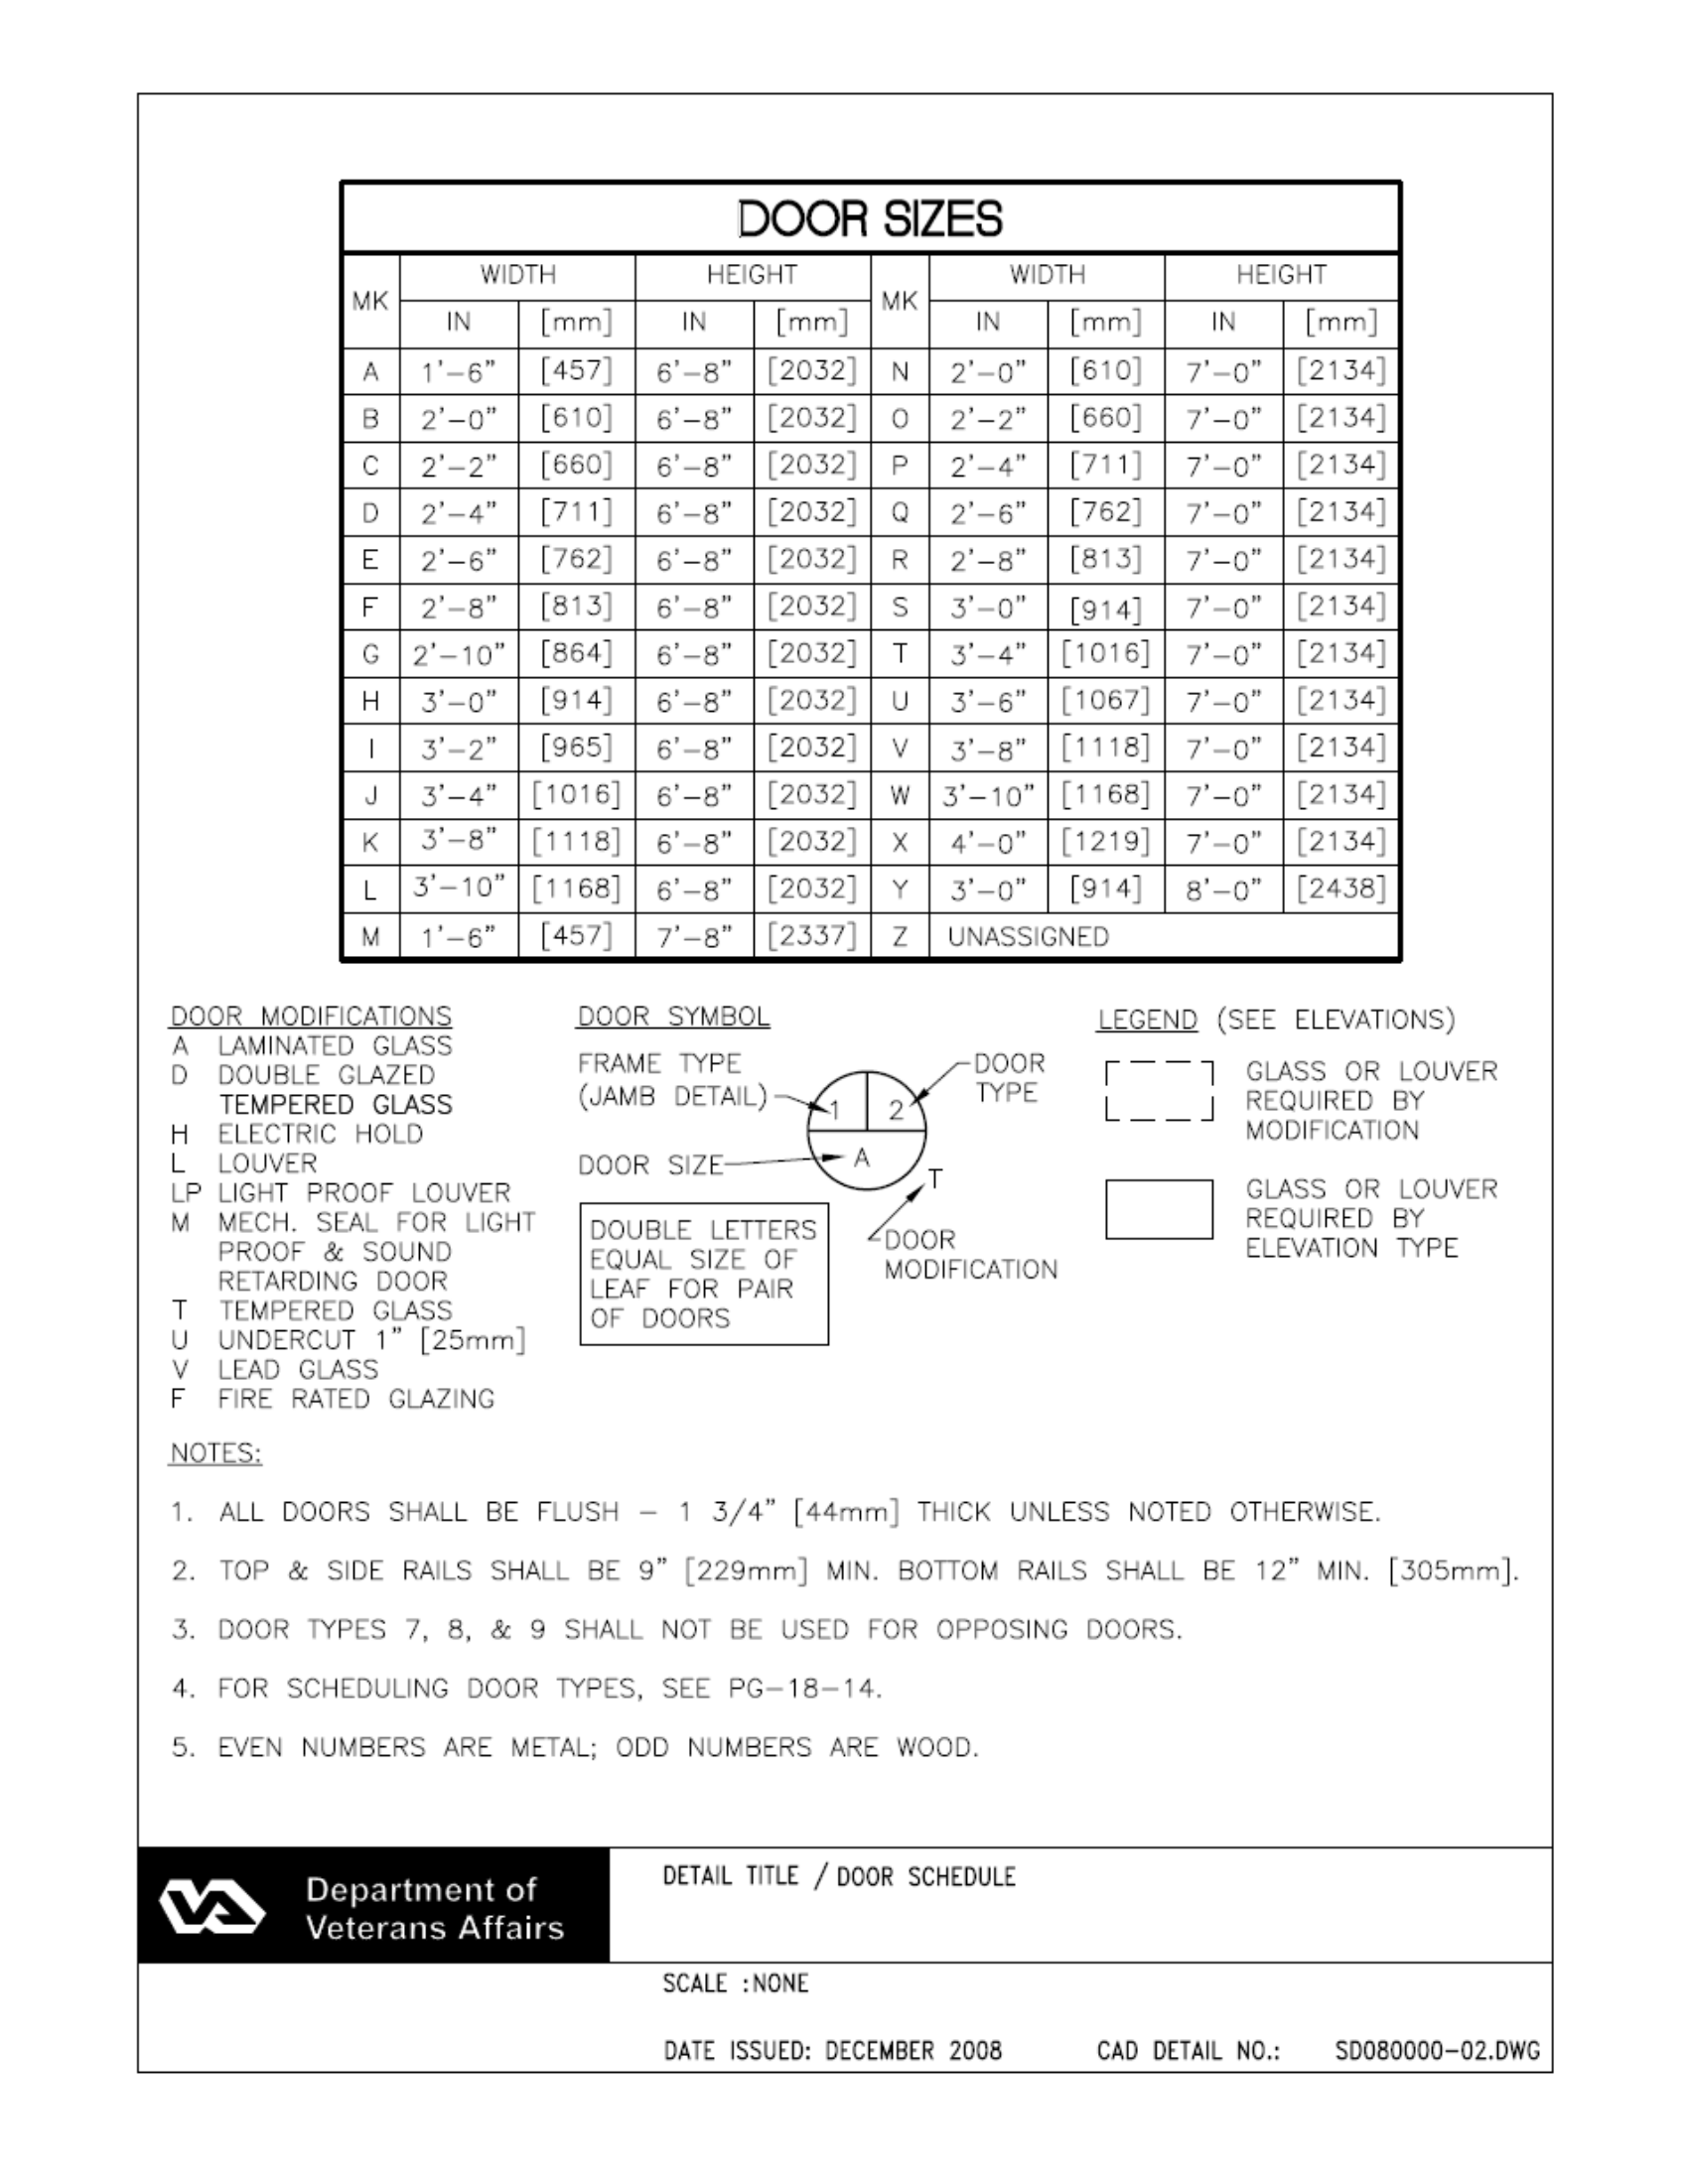 DOOR SIZES
MK WIDTH HEIGHT MK WIDTH HEIGHT
IN [mm] IN [mm] IN [mm] IN [mm]
A 1'-6" [457] 6'-8" [2032] N 2'-0" [610] 7'-0" [2134]
B 2'-0" [610] 6'-8" [2032] O 2'-2" [660] 7'-0" [2134]
C 2'-2" [660] 6'-8" [2032] P 2'-4" [711] 7'-0" [2134]
D 2'-4" [711] 6'-8" [2032] Q 2'-6" [762] 7'-0" [2134]
E 2'-6" [762] 6'-8" [2032] R 2'-8" [813] 7'-0" [2134]
F 2'-8" [813] 6'-8" [2032] S 3'-0" [914] 7'-0" [2134]
G 2'-10" [864] 6'-8" [2032] T 3'-4" [1016] 7'-0" [2134]
H 3'-0" [914] 6'-8" [2032] U 3'-6" [1067] 7'-0" [2134]
I 3'-2" [965] 6'-8" [2032] V 3'-8" [1118] 7'-0" [2134]
J 3'-4" [1016] 6'-8" [2032] W 3'-10" [1168] 7'-0" [2134]
K 3'-8" [1118] 6'-8" [2032] X 4'-0" [1219] 7'-0" [2134]
L 3'-10" [1168] 6'-8" [2032] Y 3'-0" [914] 8'-0" [2438]
M 1'-6" [457] 7'-8" [2337] Z UNASSIGNED
DOOR MODIFICATIONS
A LAMINATED GLASS
D DOUBLE GLAZED
TEMPERED GLASS
H ELECTRIC HOLD
L LOUVER
LP LIGHT PROOF LOUVER
M MECH. SEAL FOR LIGHT
PROOF & SOUND
RETARDING DOOR
T TEMPERED GLASS
U UNDERCUT 1" [25mm]
V LEAD GLASS
F FIRE RATED GLAZING
DOOR SYMBOL
FRAME TYPE
(JAMB DETAIL)
1
2
DOOR
TYPE
DOOR SIZE
A
T
DOOR
MODIFICATION
DOUBLE LETTERS
EQUAL SIZE OF
LEAF FOR PAIR
OF DOORS
LEGEND (SEE ELEVATIONS)
GLASS OR LOUVER
REQUIRED BY
MODIFICATION
GLASS OR LOUVER
REQUIRED BY
ELEVATION TYPE
NOTES:
1. ALL DOORS SHALL BE FLUSH - 1 3/4" [44mm] THICK UNLESS NOTED OTHERWISE.
2. TOP & SIDE RAILS SHALL BE 9" [229mm] MIN. BOTTOM RAILS SHALL BE 12" MIN. [305mm].
3. DOOR TYPES 7, 8, & 9 SHALL NOT BE USED FOR OPPOSING DOORS.
4. FOR SCHEDULING DOOR TYPES, SEE PG-18-14.
5. EVEN NUMBERS ARE METAL; ODD NUMBERS ARE WOOD.
VA
Department of
Veterans Affairs
DETAIL TITLE / DOOR SCHEDULE
SCALE :NONE
DATE ISSUED: DECEMBER 2008 CAD DETAIL NO.: SD080000-02.DWG